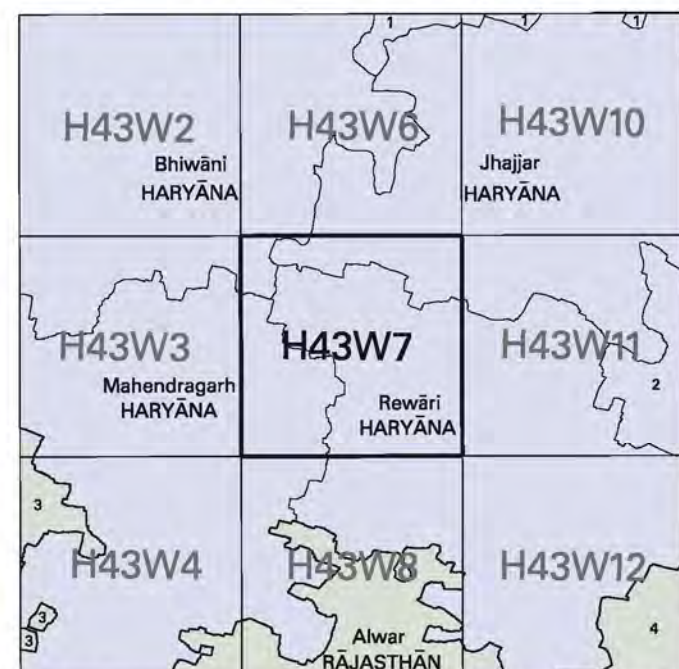 1
1
1
H43W2
H43W6
H43W10
Bhiwāni
HARYĀNA
Jhajjar
HARYĀNA
H43W3
H43W7
H43W11
Mahendragarh
HARYĀNA
Rewāri
HARYĀNA
2
3
H43W4
H43W8
H43W12
3
3
Alwar
RĀJASTHĀN
4